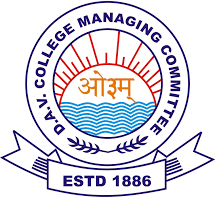 D.A.V. COLLEGE MANAGING COMMITTEE
ओ३म्
ESTD 1886